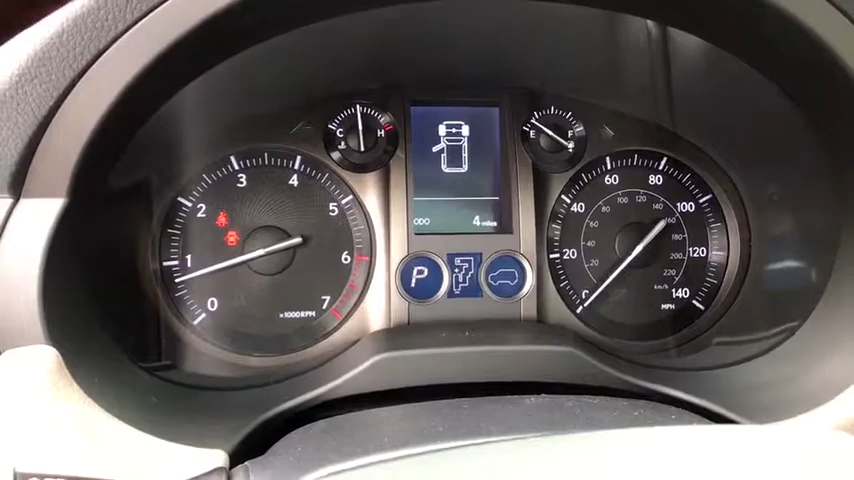 C H
E F
0 1 2 3 4 5 6 7
×1000RPM
ODO 4 miles
P
0 20 40 60 80 100 120 140
20 40 60 80 100 120 140 160 180 200 220
km/h
MPH